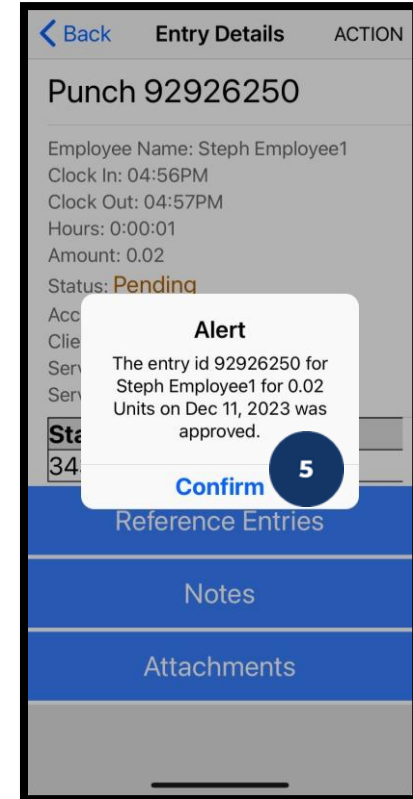 Back Entry Details ACTION
Punch 92926250
Employee Name: Steph Employee1
Clock In: 04:56PM
Clock Out: 04:57PM
Hours: 0:00:01
Amount: 0.02
Status: Pending
Alert
The entry id 92926250 for
Steph Employee1 for 0.02
Units on Dec 11, 2023 was
approved.
5
Confirm
Reference Entries
Notes
Attachments